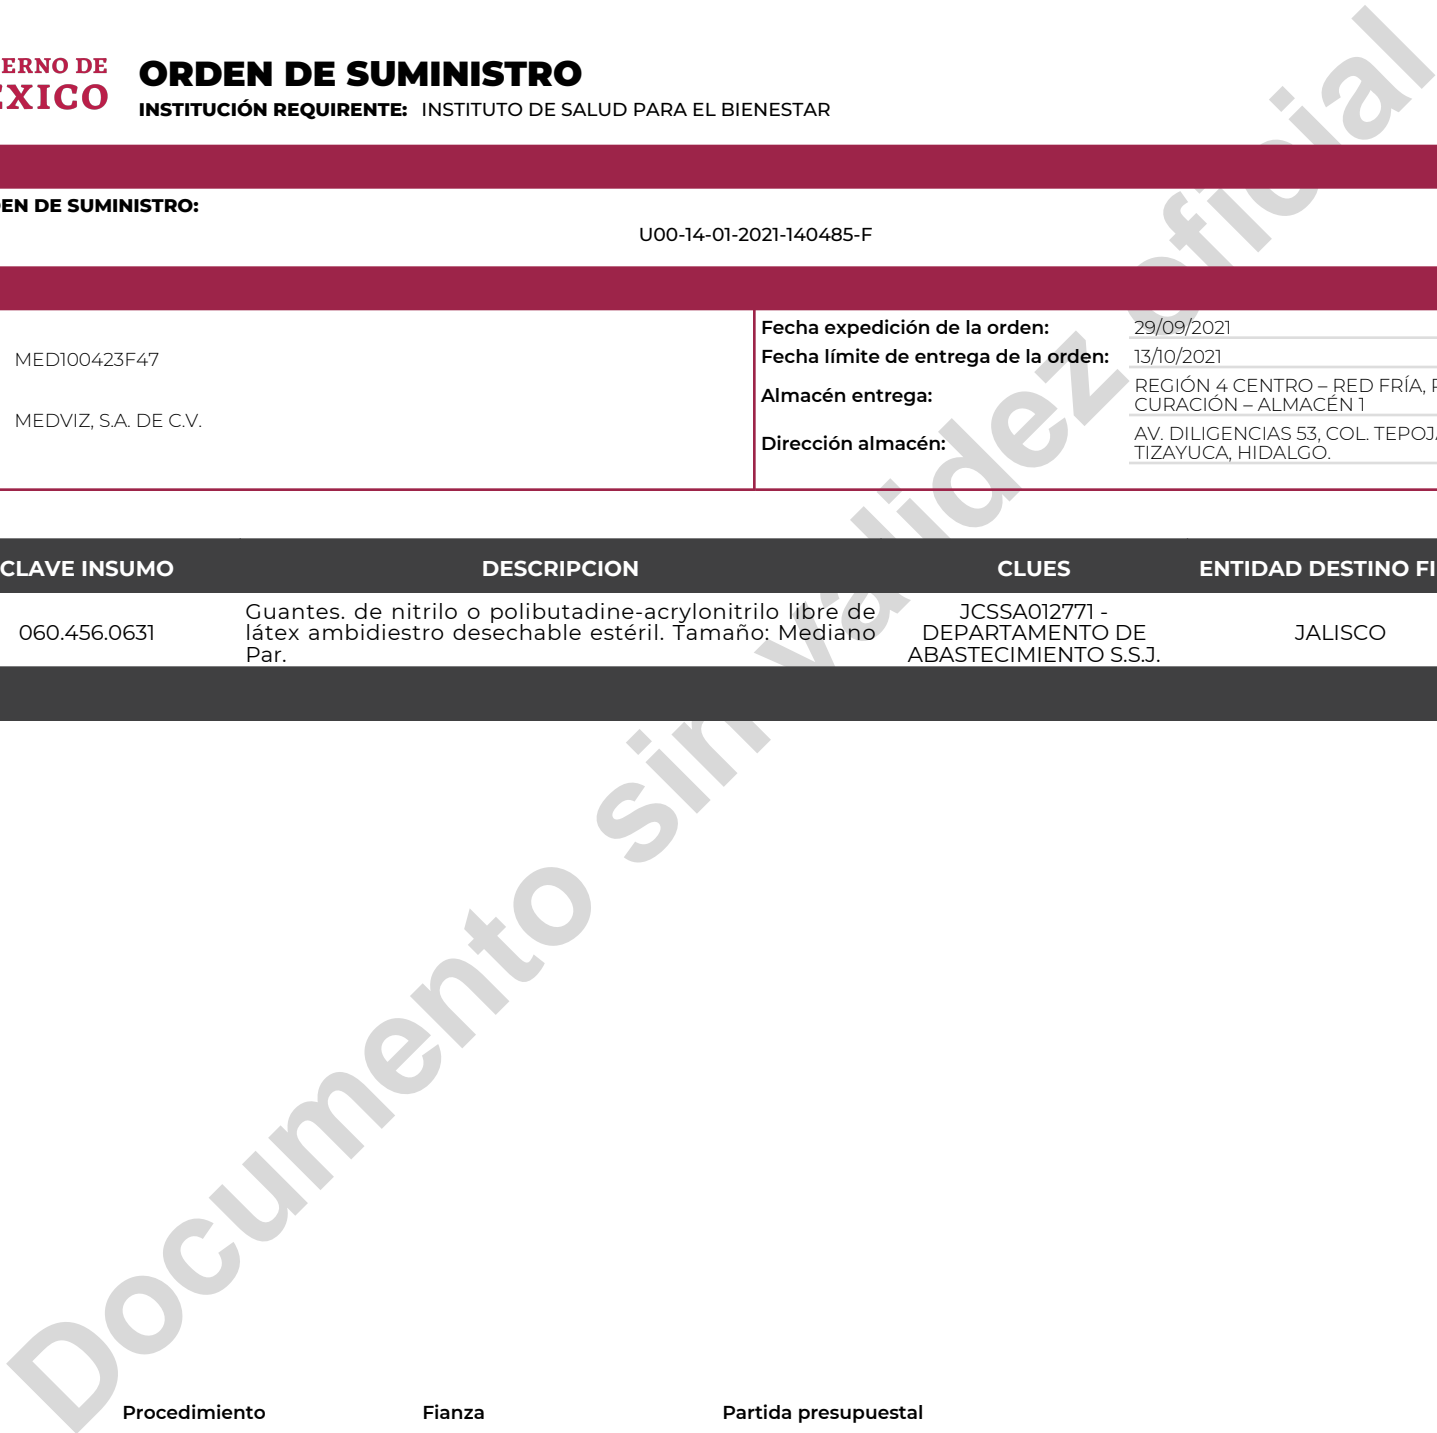 ERNO DE
EXICO
ORDEN DE SUMINISTRO
INSTITUCIÓN REQUIRENTE: INSTITUTO DE SALUD PARA EL BIENESTAR
EN DE SUMINISTRO:
U00-14-01-2021-140485-F
MED100423F47
MEDVIZ, S.A. DE C.V.
Fecha expedición de la orden: 29/09/2021
Fecha límite de entrega de la orden: 13/10/2021
Almacén entrega: REGIÓN 4 CENTRO – RED FRÍA,
CURACIÓN – ALMACÉN 1
Dirección almacén: AV. DILIGENCIAS 53, COL. TEPOJ
TIZAYUCA, HIDALGO.
CLAVE INSUMO DESCRIPCION CLUES ENTIDAD DESTINO FI
060.456.0631
Guantes. de nitrilo o polibutadine-acrylonitrilo libre de
látex ambidiestro desechable estéril. Tamaño: Mediano
Par.
JCSSA012771 -
DEPARTAMENTO DE
ABASTECIMIENTO S.S.J.
JALISCO
Documento sin validez oficial
Procedimiento Fianza Partida presupuestal